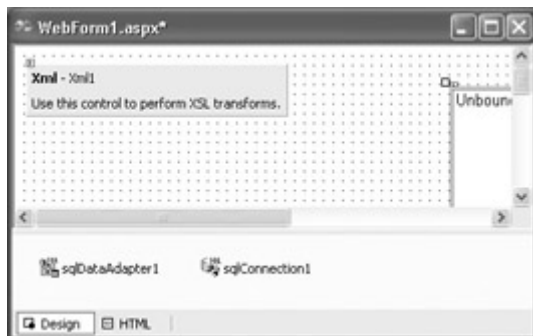 WebForm1.aspx*
Xml - Xml1
Use this control to perform XSL transforms.
Unboun
sqlDataAdapter1 sqlConnection1
Design HTML